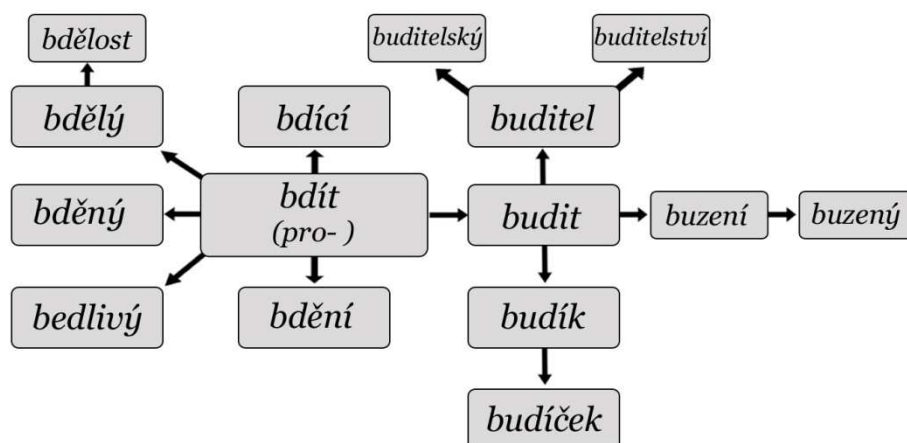 bdělost
buditelský
buditelství
bdělý
bdící
buditel
bděný
bdít
(pro- )
budit
buzení
buzený
bedlivý
bdění
budík
budíček